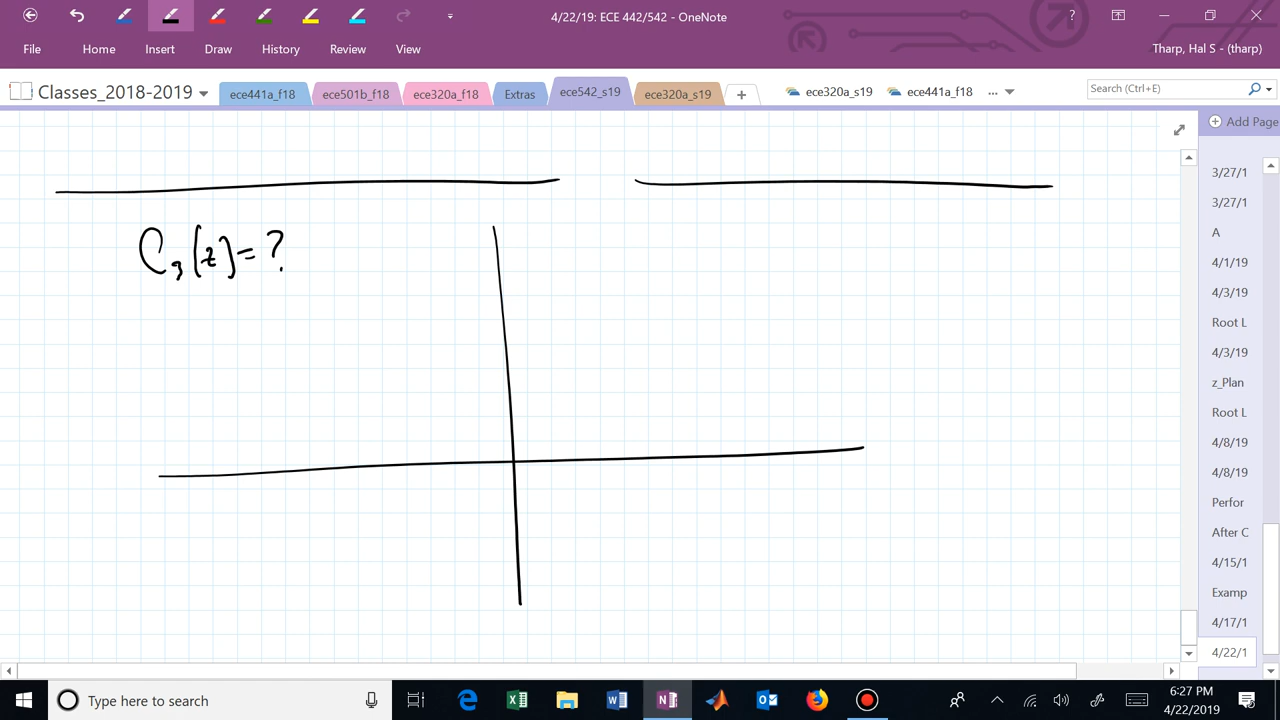 4/22/19: ECE 442/542 - OneNote
?
File
Home
Insert
Draw
History
Review
View
Tharp, Hal S - (tharp)
Classes_2018-2019
ece441a_f18
ece501b_f18
ece320a_f18
Extras
ece542_s19
ece320a_s19
+
ece320a_s19
ece441a_f18
...
Search (Ctrl+E)
Add Page
C₃(z) = ?
3/27/1
3/27/1
A
4/1/19
4/3/19
Root L
4/3/19
z_Plan
Root L
4/8/19
4/8/19
Perfor
After C
4/15/1
Examp
4/17/1
4/22/1
Type here to search
6:27 PM
4/22/2019